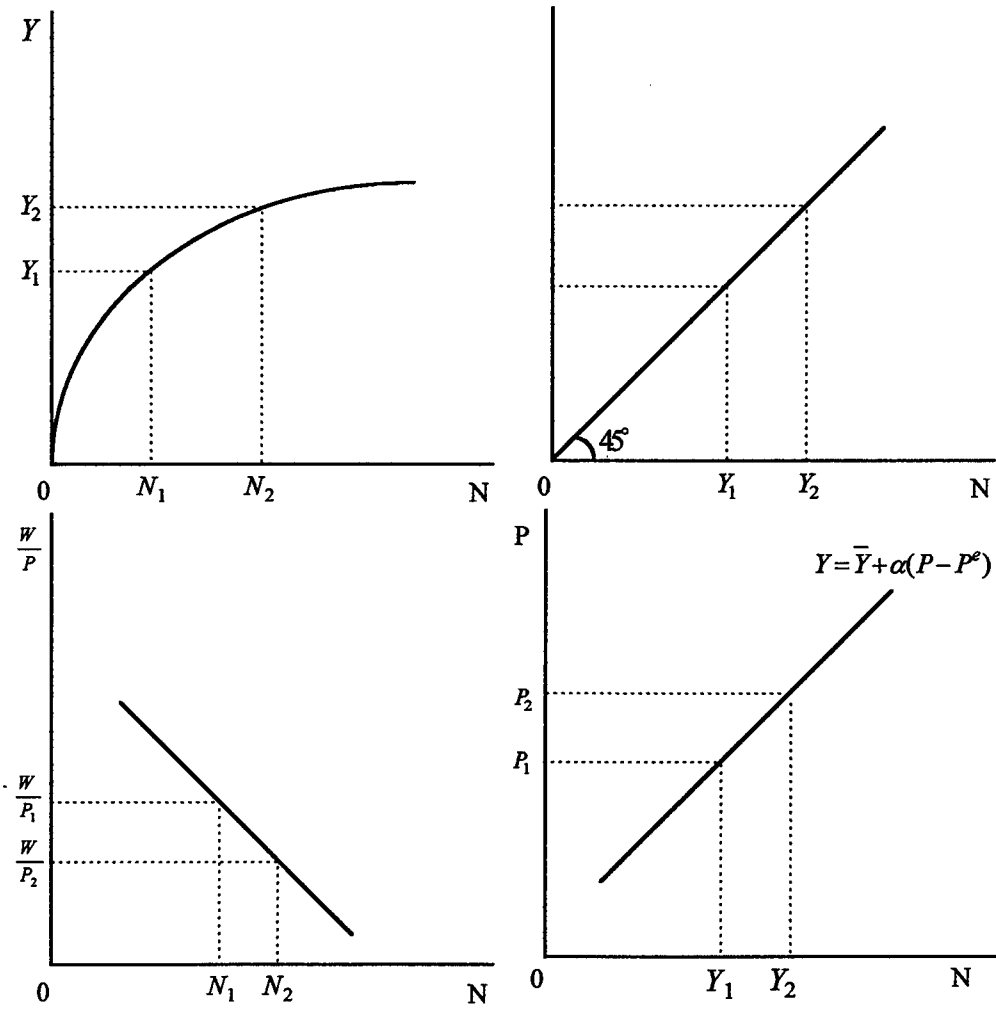 Y
Y₂
Y₁
0 N₁ N₂ N
45°
0 Y₁ Y₂ N
W/P
W/P₁
W/P₂
0 N₁ N₂ N
P
Y=Ȳ+α(P−Pᵉ)
P₂
P₁
0 Y₁ Y₂ N